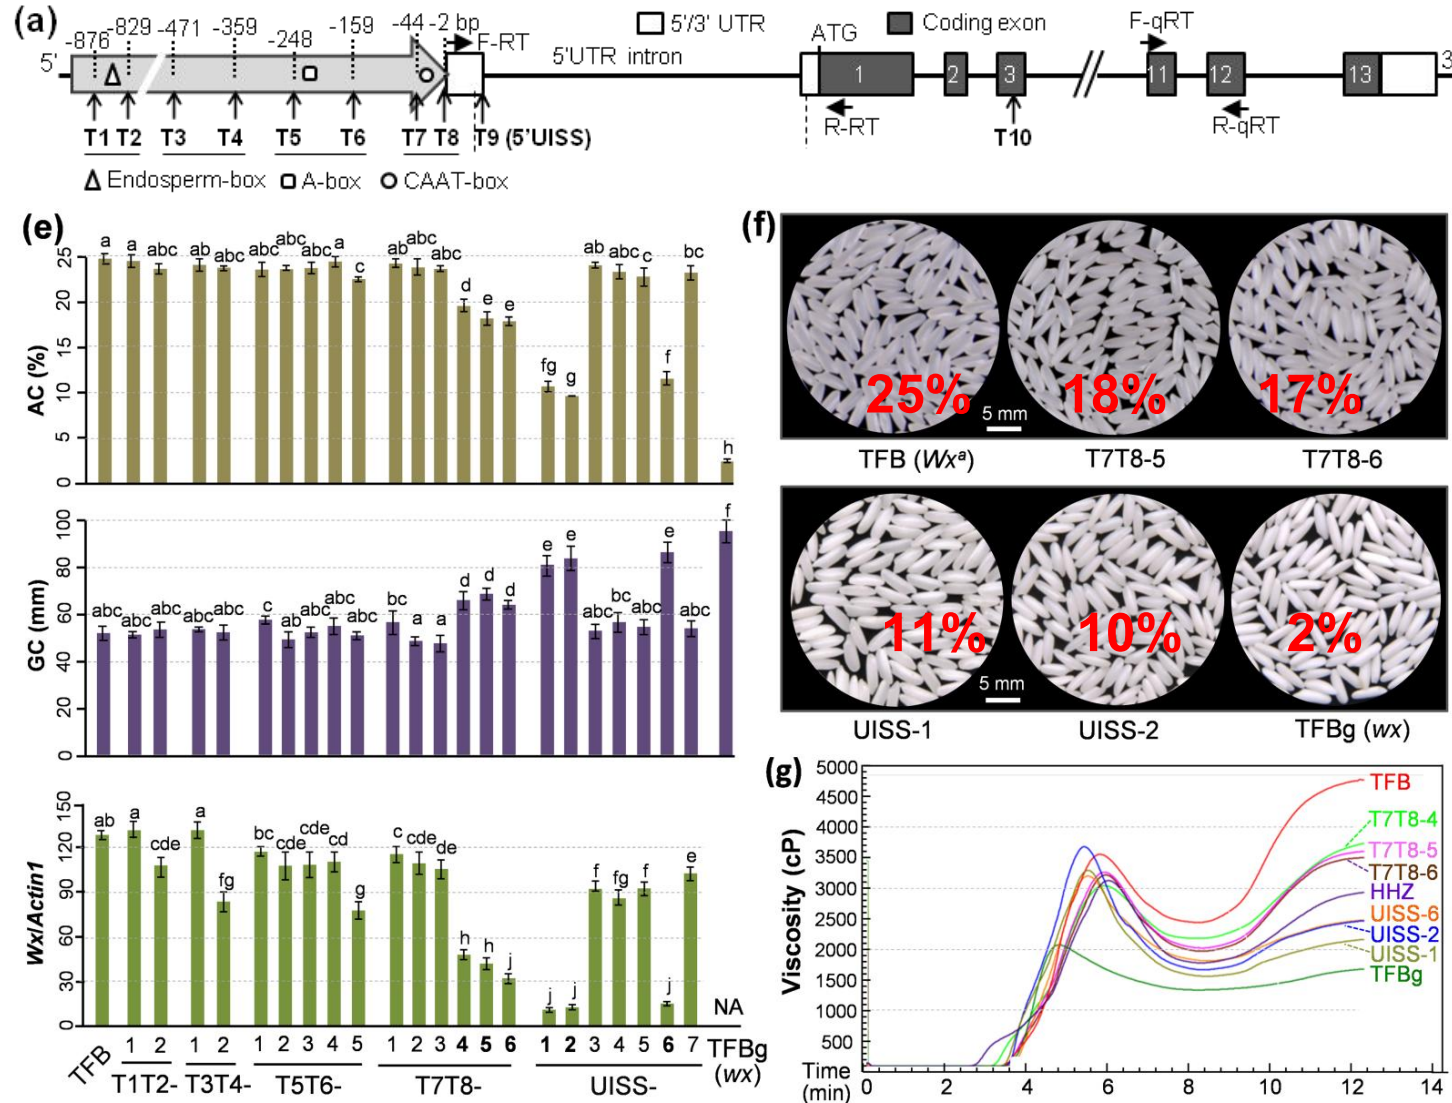 (a)
-876 -829 -471 -359 -248 -159 -44 -2 bp
F-RT
5'/3' UTR
Coding exon
F-qRT
ATG
5'
5'UTR intron
1 2 3 11 12 13
3
R-RT
R-qRT
T1 T2 T3 T4 T5 T6 T7 T8 T9 (5'UISS) T10
Endosperm-box A-box CAAT-box
(e)
AC (%)
25
20
15
10
5
0
a a abc ab abc abc abc abc a c ab abc abc d e e fg g ab abc c f bc h
GC (mm)
100
80
60
40
20
0
abc abc abc abc abc c ab abc abc abc bc a a d d d e e abc bc abc e abc f
Wx/Actin1
150
120
90
60
30
0
ab a cde a fg bc cde cde cd g c cde de h h j j j f fg f j e NA
TFB 1 2 1 2 1 2 3 4 5 1 2 3 4 5 6 1 2 3 4 5 6 7 TFBg
(wx)
T1T2- T3T4- T5T6- T7T8- UISS-
(f)
25% 18% 17%
5 mm
TFB (Wxᵃ) T7T8-5 T7T8-6
11% 10% 2%
5 mm
UISS-1 UISS-2 TFBg (wx)
(g)
Viscosity (cP)
5000
4500
4000
3500
3000
2500
2000
1500
1000
500
TFB
T7T8-4
T7T8-5
T7T8-6
HHZ
UISS-6
UISS-2
UISS-1
TFBg
Time
(min)
0 2 4 6 8 10 12 14